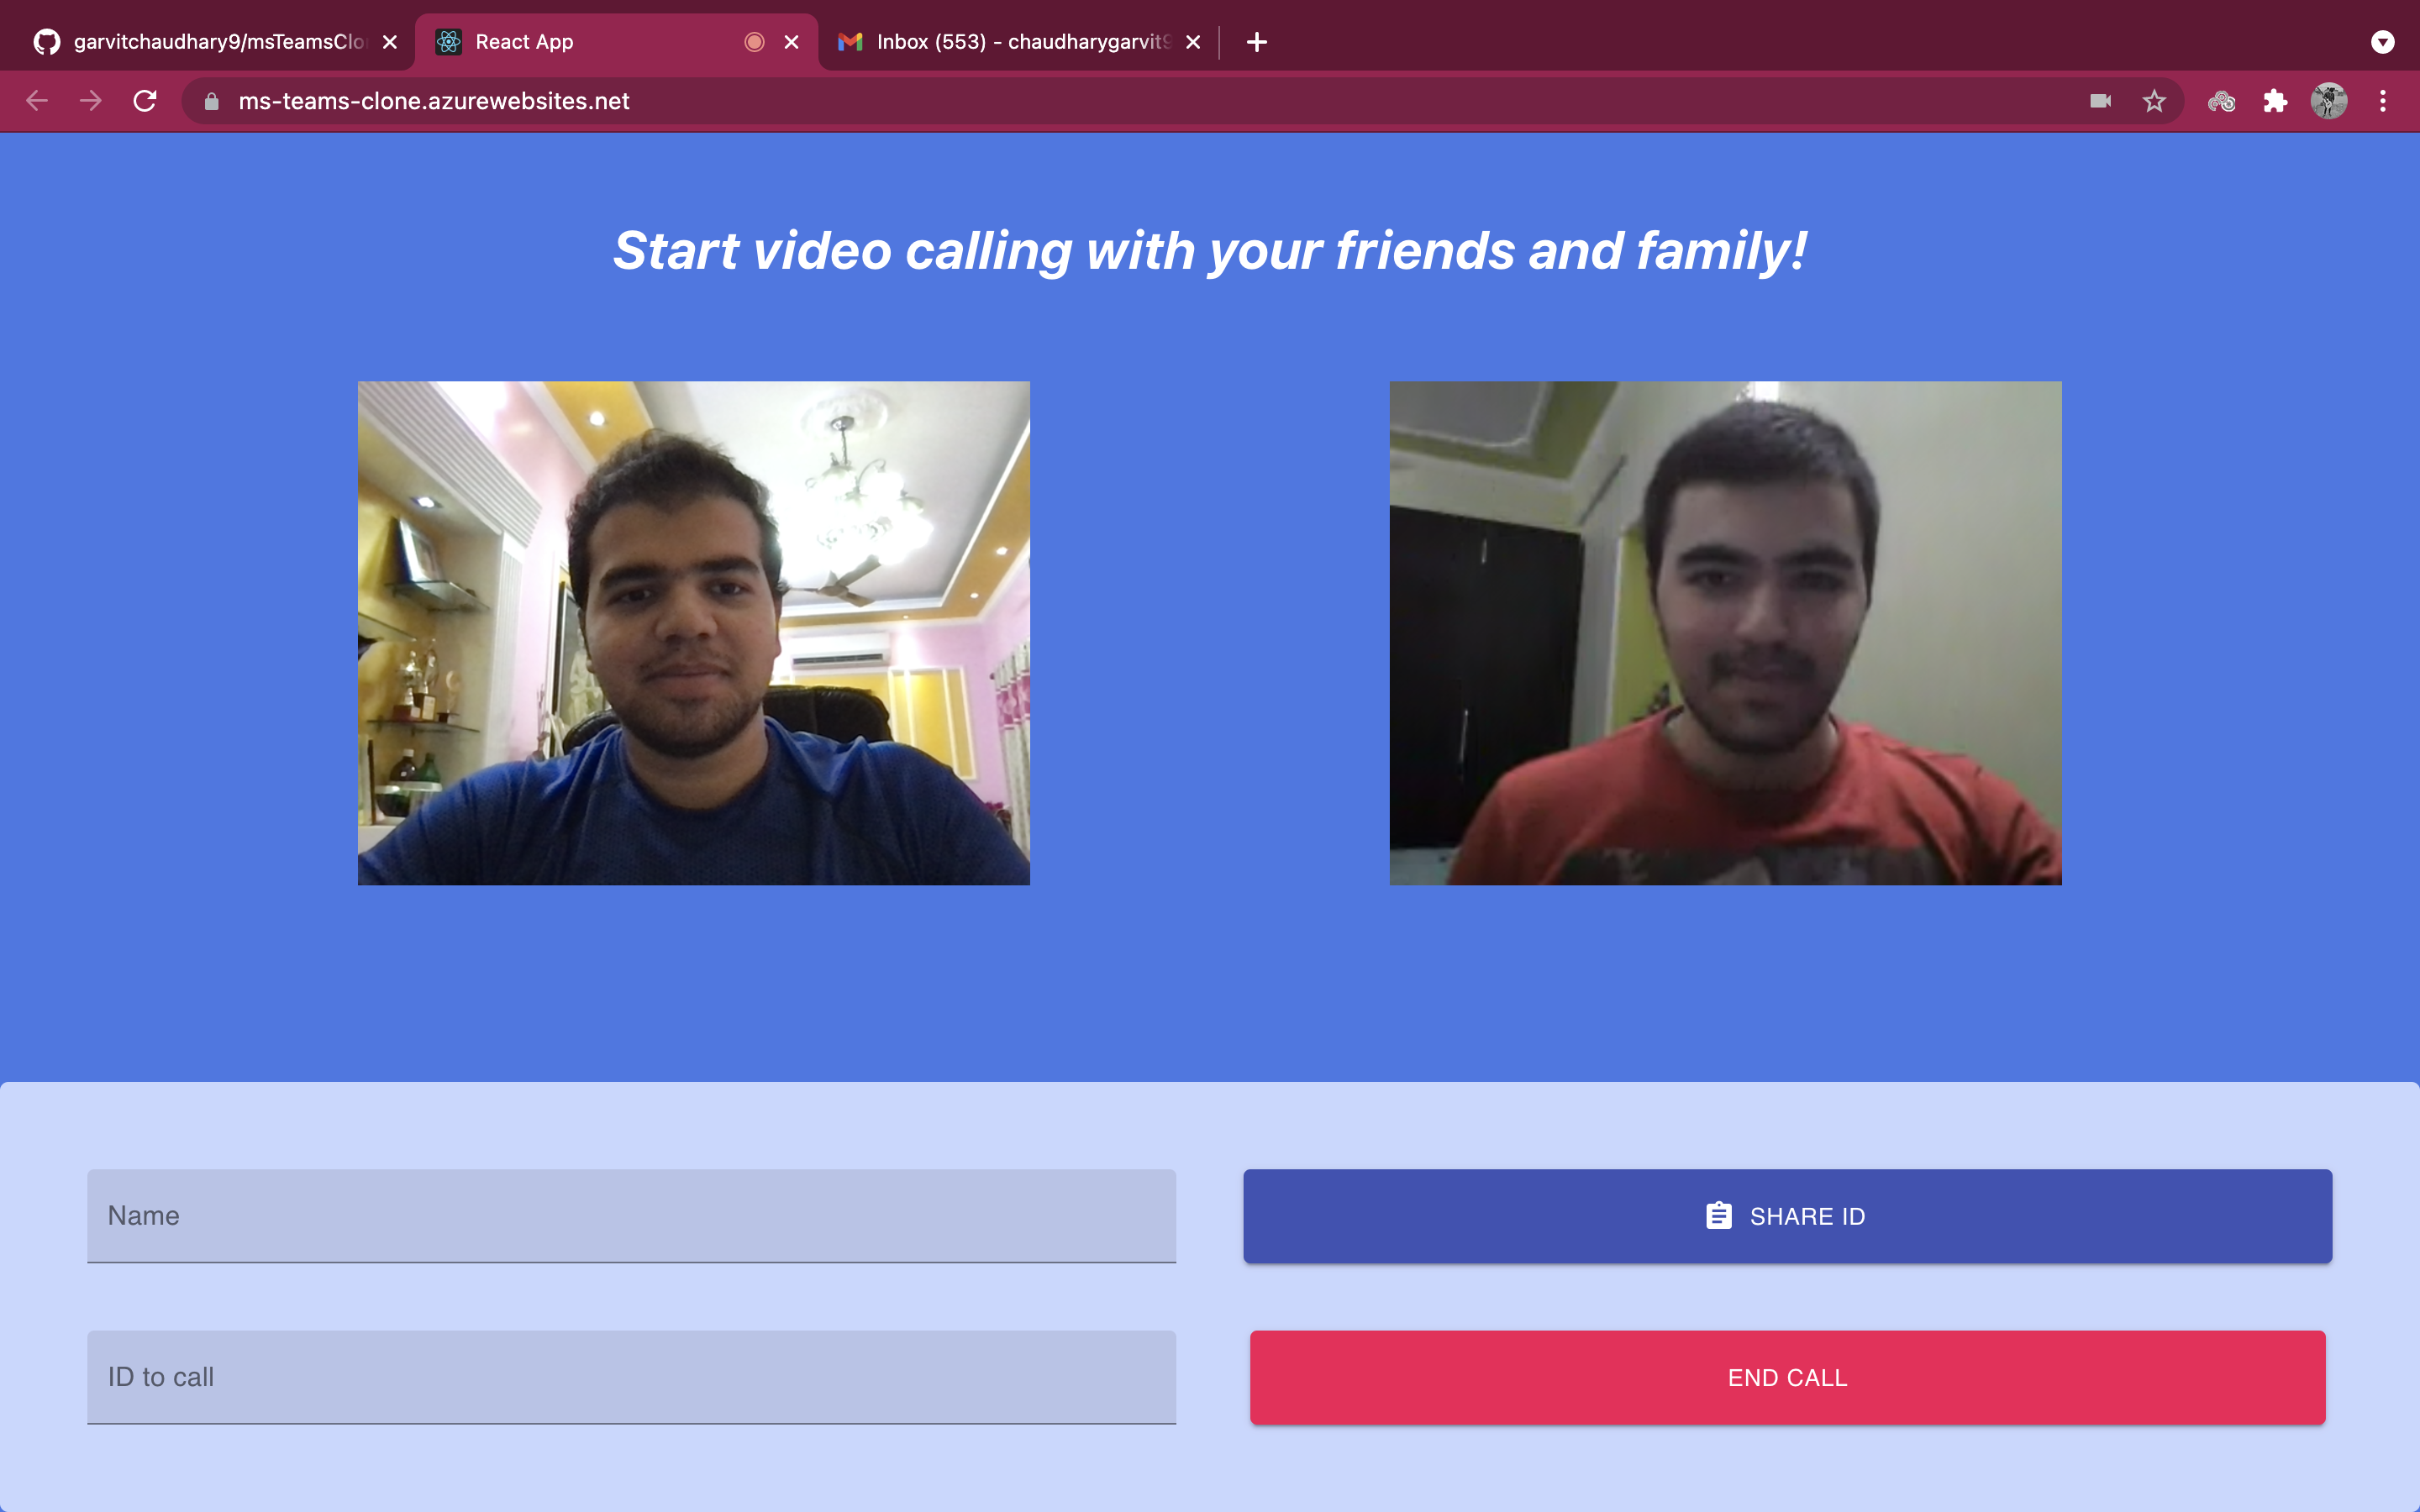 garvitchaudhary9/msTeamsClo
React App
Inbox (553) - chaudharygarvit9
ms-teams-clone.azurewebsites.net
Start video calling with your friends and family!
Name
SHARE ID
ID to call
END CALL